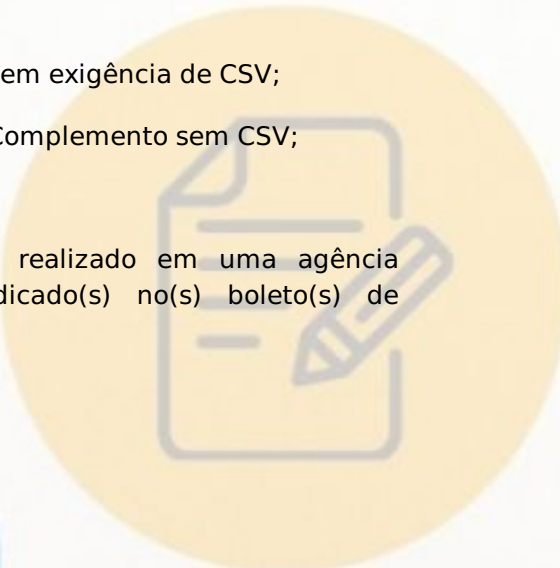 em exigência de CSV;
Complemento sem CSV;
realizado em uma agência
dicado(s) no(s) boleto(s) de